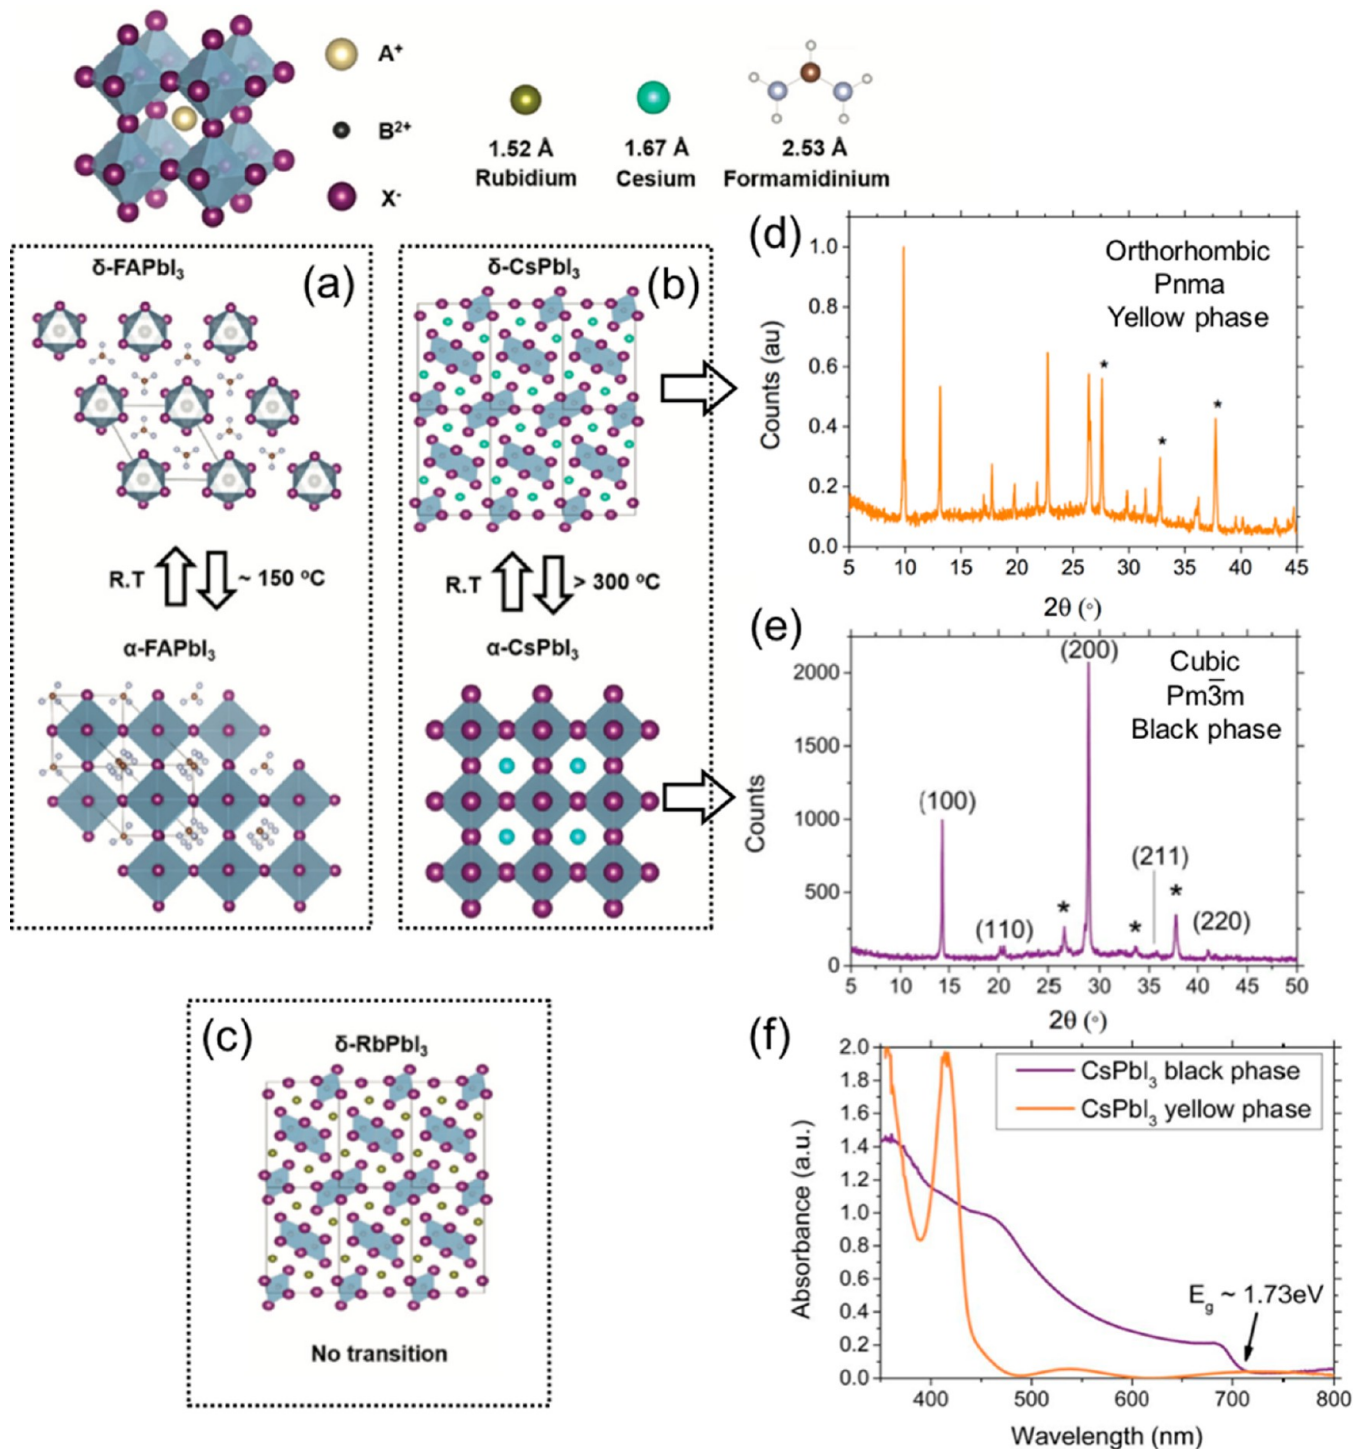 A⁺
B²⁺
X⁻
1.52 Å
Rubidium
1.67 Å
Cesium
2.53 Å
Formamidinium
(a)
δ-FAPbI₃
R.T
~ 150 °C
α-FAPbI₃
(b)
δ-CsPbI₃
R.T
> 300 °C
α-CsPbI₃
(c)
δ-RbPbI₃
No transition
(d)
Orthorhombic
Pnma
Yellow phase
Counts (au)
1.0
0.8
0.6
0.4
0.2
0.0
*
*
*
5 10 15 20 25 30 35 40 45
2θ (°)
(e)
Cubic
Pm3̅m
Black phase
Counts
2000
1500
1000
500
0
(100)
(110)
*
(200)
*
(211)
*
(220)
5 10 15 20 25 30 35 40 45 50
2θ (°)
(f)
CsPbI₃ black phase
CsPbI₃ yellow phase
Absorbance (a.u.)
2.0
1.8
1.6
1.4
1.2
1.0
0.8
0.6
0.4
0.2
0.0
E_g ~ 1.73eV
400 500 600 700 800
Wavelength (nm)